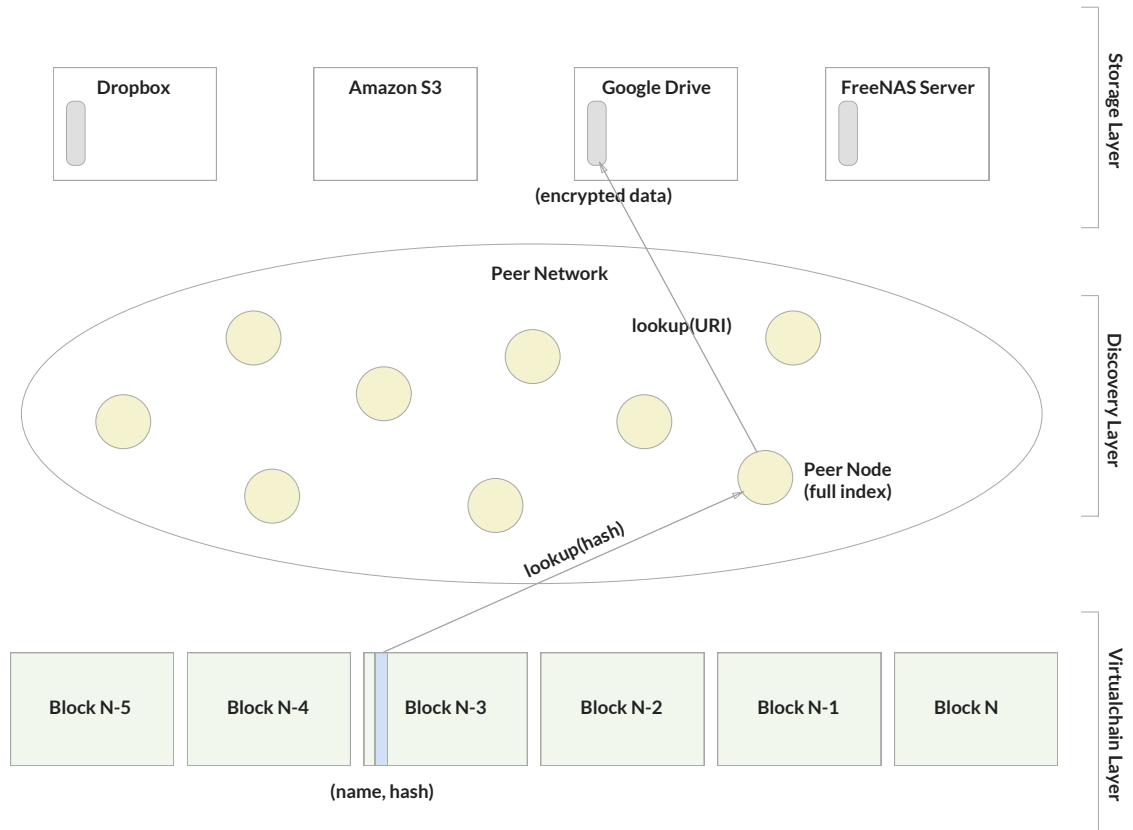 Dropbox
Amazon S3
Google Drive
FreeNAS Server
Storage Layer
(encrypted data)
Peer Network
lookup(URI)
Discovery Layer
Peer Node
(full index)
lookup(hash)
Block N-5
Block N-4
Block N-3
Block N-2
Block N-1
Block N
Virtualchain Layer
(name, hash)